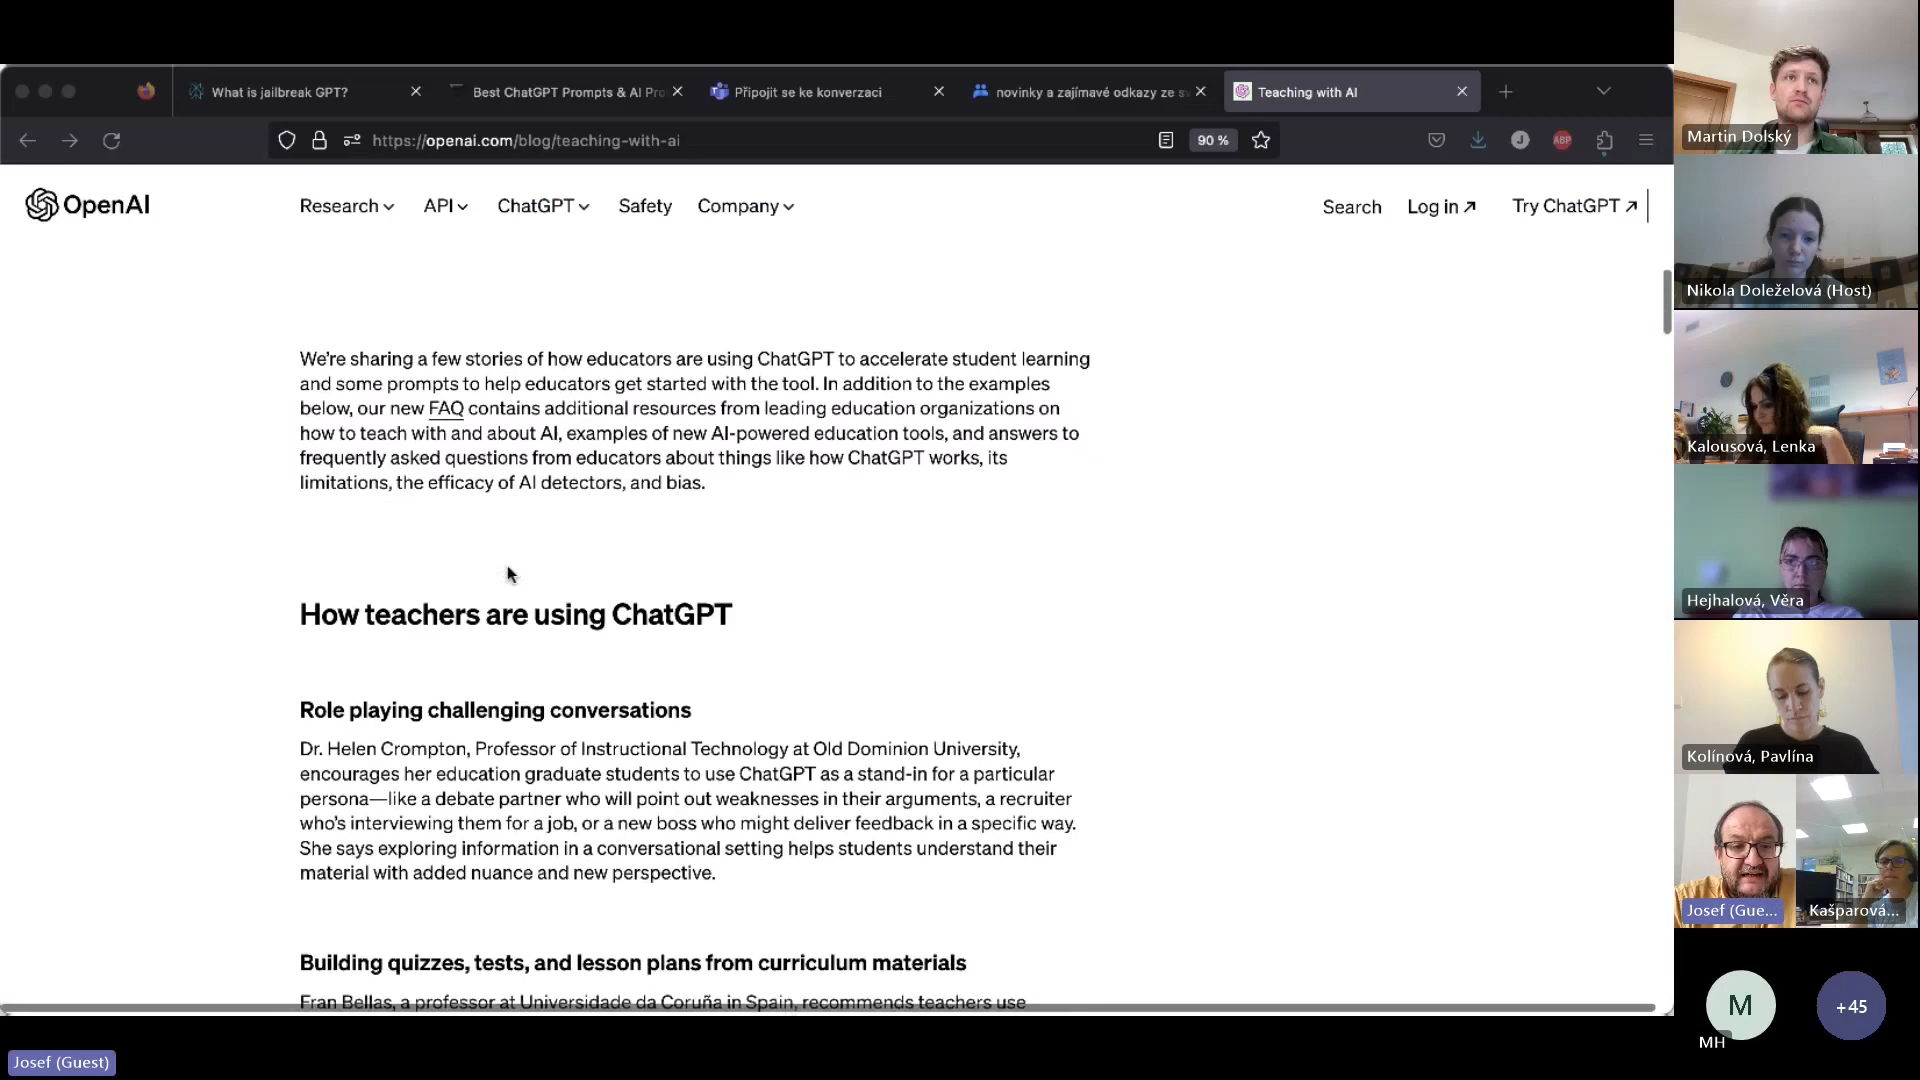 What is jailbreak GPT?
Best ChatGPT Prompts & AI Pro
Připojit se ke konverzaci
novinky a zajímavé odkazy ze s
Teaching with AI
https://openai.com/blog/teaching-with-ai
90 %
ABP
OpenAI
Research
API
ChatGPT
Safety
Company
Search
Log in
Try ChatGPT
We're sharing a few stories of how educators are using ChatGPT to accelerate student learning
and some prompts to help educators get started with the tool. In addition to the examples
below, our new FAQ contains additional resources from leading education organizations on
how to teach with and about AI, examples of new AI-powered education tools, and answers to
frequently asked questions from educators about things like how ChatGPT works, its
limitations, the efficacy of AI detectors, and bias.
How teachers are using ChatGPT
Role playing challenging conversations
Dr. Helen Crompton, Professor of Instructional Technology at Old Dominion University,
encourages her education graduate students to use ChatGPT as a stand-in for a particular
persona—like a debate partner who will point out weaknesses in their arguments, a recruiter
who's interviewing them for a job, or a new boss who might deliver feedback in a specific way.
She says exploring information in a conversational setting helps students understand their
material with added nuance and new perspective.
Building quizzes, tests, and lesson plans from curriculum materials
Fran Bellas, a professor at Universidade da Coruña in Spain, recommends teachers use
Martin Dolský
Nikola Doleželová (Host)
Kalousová, Lenka
Hejhalová, Věra
Kolínová, Pavlína
Josef (Gue...
Kašparová...
M
MH
+45
Josef (Guest)